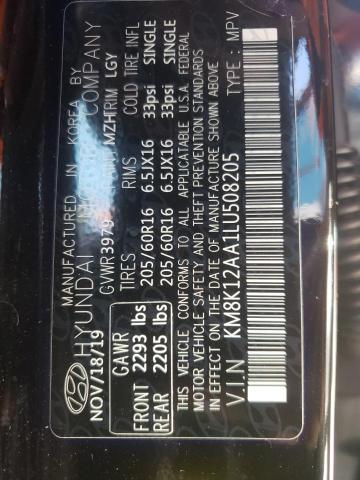 MANUFACTURED IN KOREA BY
HYUNDAI MOTOR COMPANY
NOV/18/19 GVWR 3979 MZH TRIM LGY
GAWR TIRES RIMS COLD TIRE INFL
FRONT 2293 lbs 205/60R16 6.5JX16 33psi SINGLE
REAR 2205 lbs 205/60R16 6.5JX16 33psi SINGLE
THIS VEHICLE CONFORMS TO ALL APPLICABLE U.S.A FEDERAL
MOTOR VEHICLE SAFETY AND THEFT PREVENTION STANDARDS
IN EFFECT ON THE DATE OF MANUFACTURE SHOWN ABOVE
V.I.N KM8K12AA1LU508205 TYPE : MPV